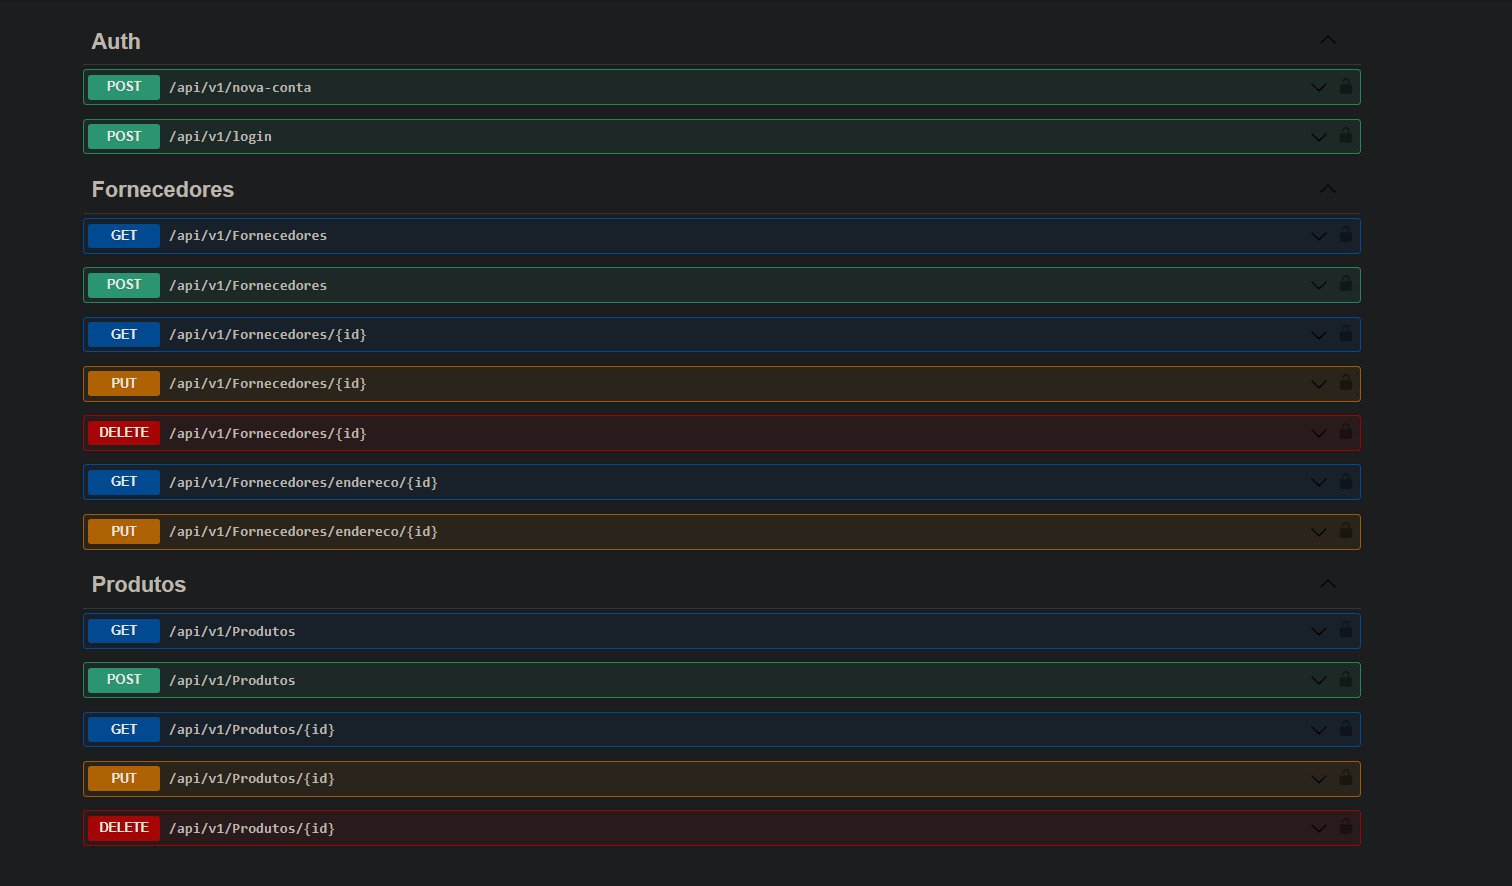 Auth
POST /api/v1/nova-conta
POST /api/v1/login
Fornecedores
GET /api/v1/Fornecedores
POST /api/v1/Fornecedores
GET /api/v1/Fornecedores/{id}
PUT /api/v1/Fornecedores/{id}
DELETE /api/v1/Fornecedores/{id}
GET /api/v1/Fornecedores/endereco/{id}
PUT /api/v1/Fornecedores/endereco/{id}
Produtos
GET /api/v1/Produtos
POST /api/v1/Produtos
GET /api/v1/Produtos/{id}
PUT /api/v1/Produtos/{id}
DELETE /api/v1/Produtos/{id}